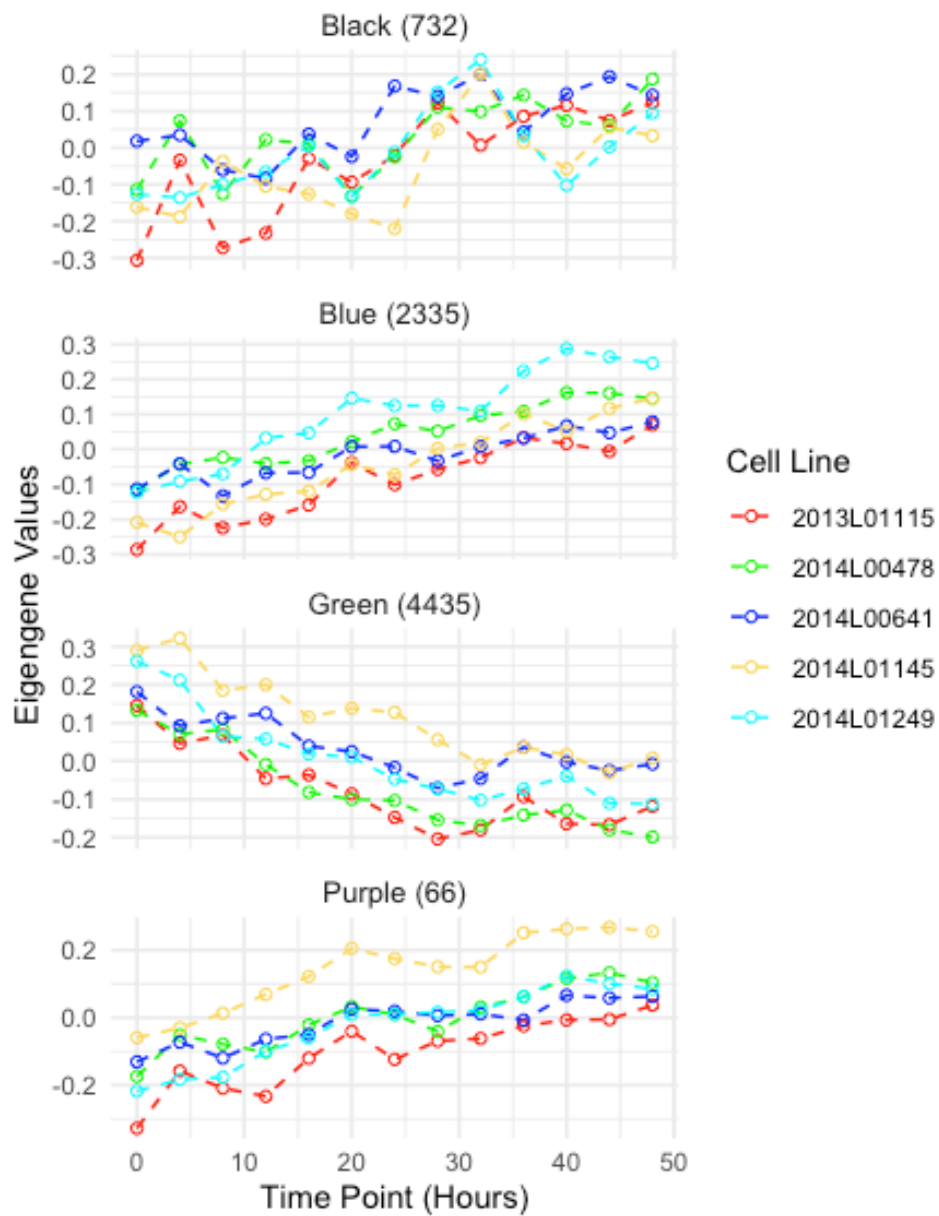 Black (732)
0.2
0.1
0.0
-0.1
-0.2
-0.3
Blue (2335)
0.3
0.2
0.1
0.0
-0.1
-0.2
-0.3
Green (4435)
0.3
0.2
0.1
0.0
-0.1
-0.2
Purple (66)
0.2
0.0
-0.2
0 10 20 30 40 50
Time Point (Hours)
Eigengene Values
Cell Line
2013L01115
2014L00478
2014L00641
2014L01145
2014L01249